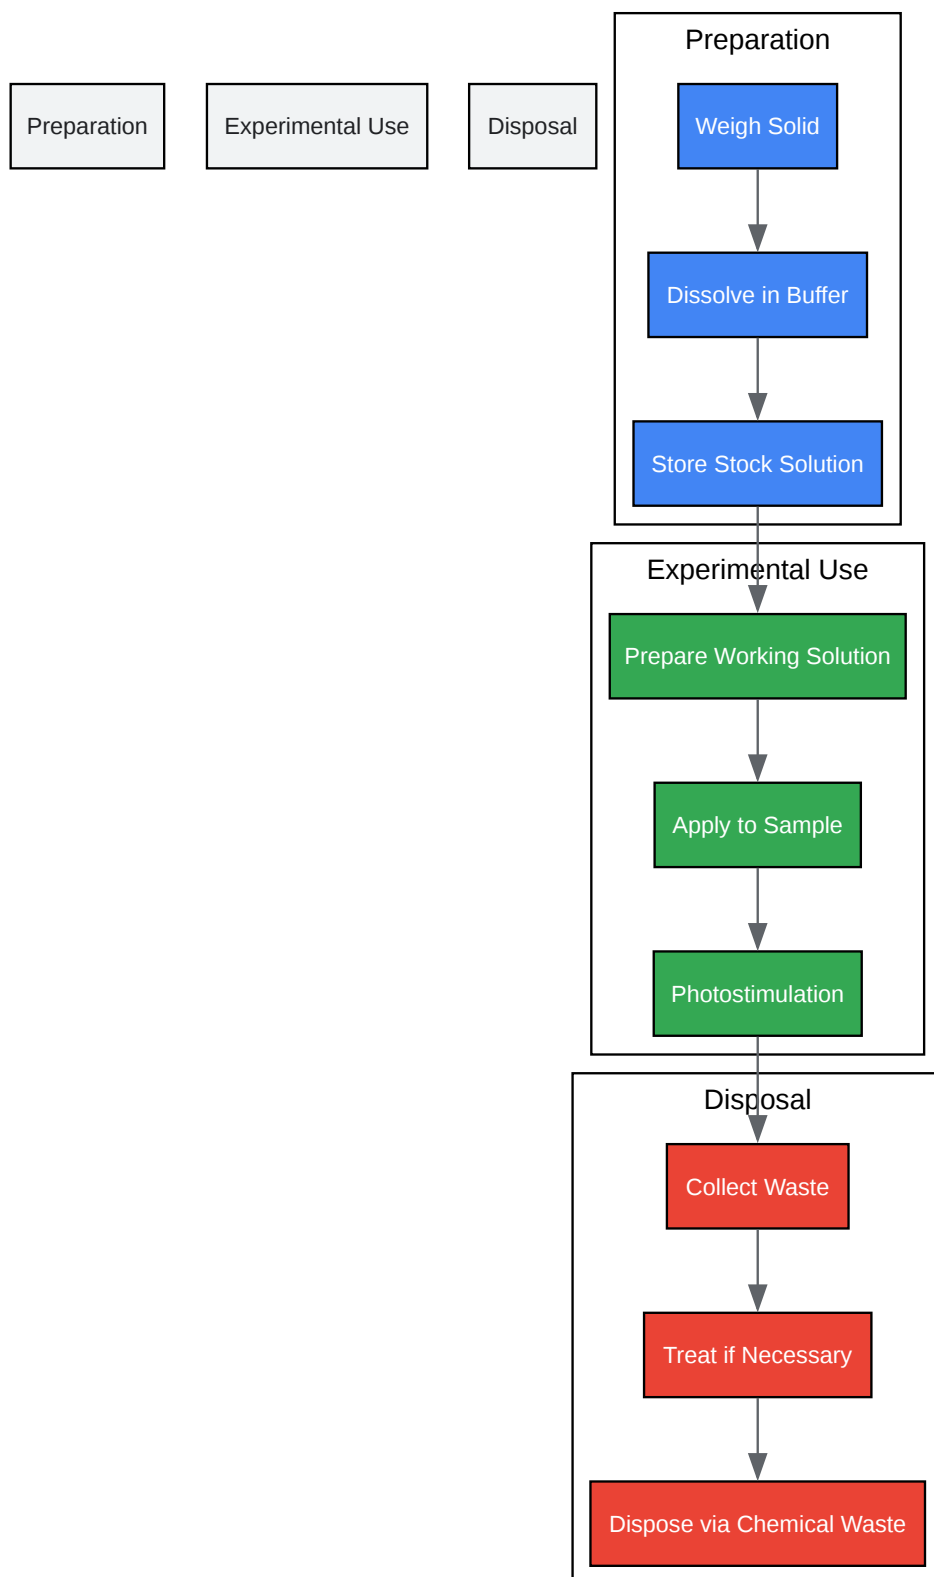 Preparation
Preparation
Experimental Use
Disposal
Weigh Solid
Dissolve in Buffer
Store Stock Solution
Experimental Use
Prepare Working Solution
Apply to Sample
Photostimulation
Disposal
Collect Waste
Treat if Necessary
Dispose via Chemical Waste